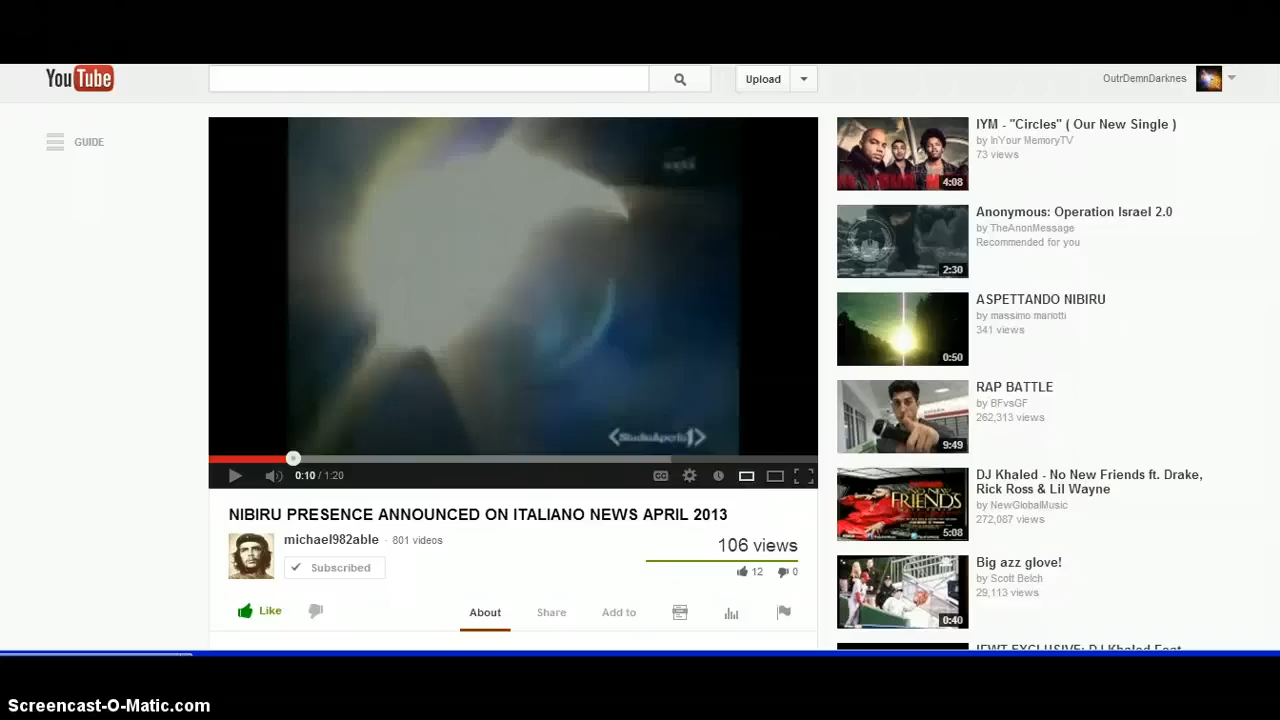 YouTube
Upload
OutrDemnDarknes
GUIDE
StudioAperto
0:10 / 1:20
NIBIRU PRESENCE ANNOUNCED ON ITALIANO NEWS APRIL 2013
michael982able · 801 videos
Subscribed
106 views
12 0
Like
About Share Add to
IYM - "Circles" ( Our New Single )
by InYour MemoryTV
73 views
4:08
Anonymous: Operation Israel 2.0
by TheAnonMessage
Recommended for you
2:30
ASPETTANDO NIBIRU
by massimo mariotti
341 views
0:50
RAP BATTLE
by BFvsGF
262,313 views
9:49
DJ Khaled - No New Friends ft. Drake,
Rick Ross & Lil Wayne
by NewGlobalMusic
272,087 views
NEW
FRIENDS
5:08
Big azz glove!
by Scott Belch
29,113 views
0:40
Screencast-O-Matic.com